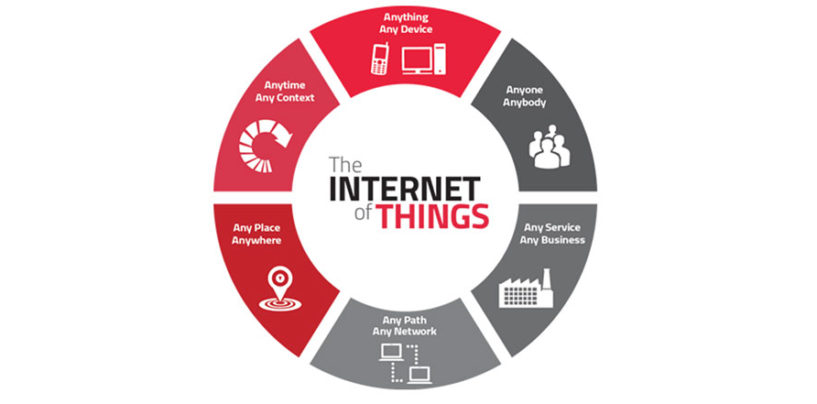 Anything
Any Device
Anyone
Anybody
Any Service
Any Business
Any Path
Any Network
Any Place
Anywhere
Anytime
Any Context
The
INTERNET
of THINGS